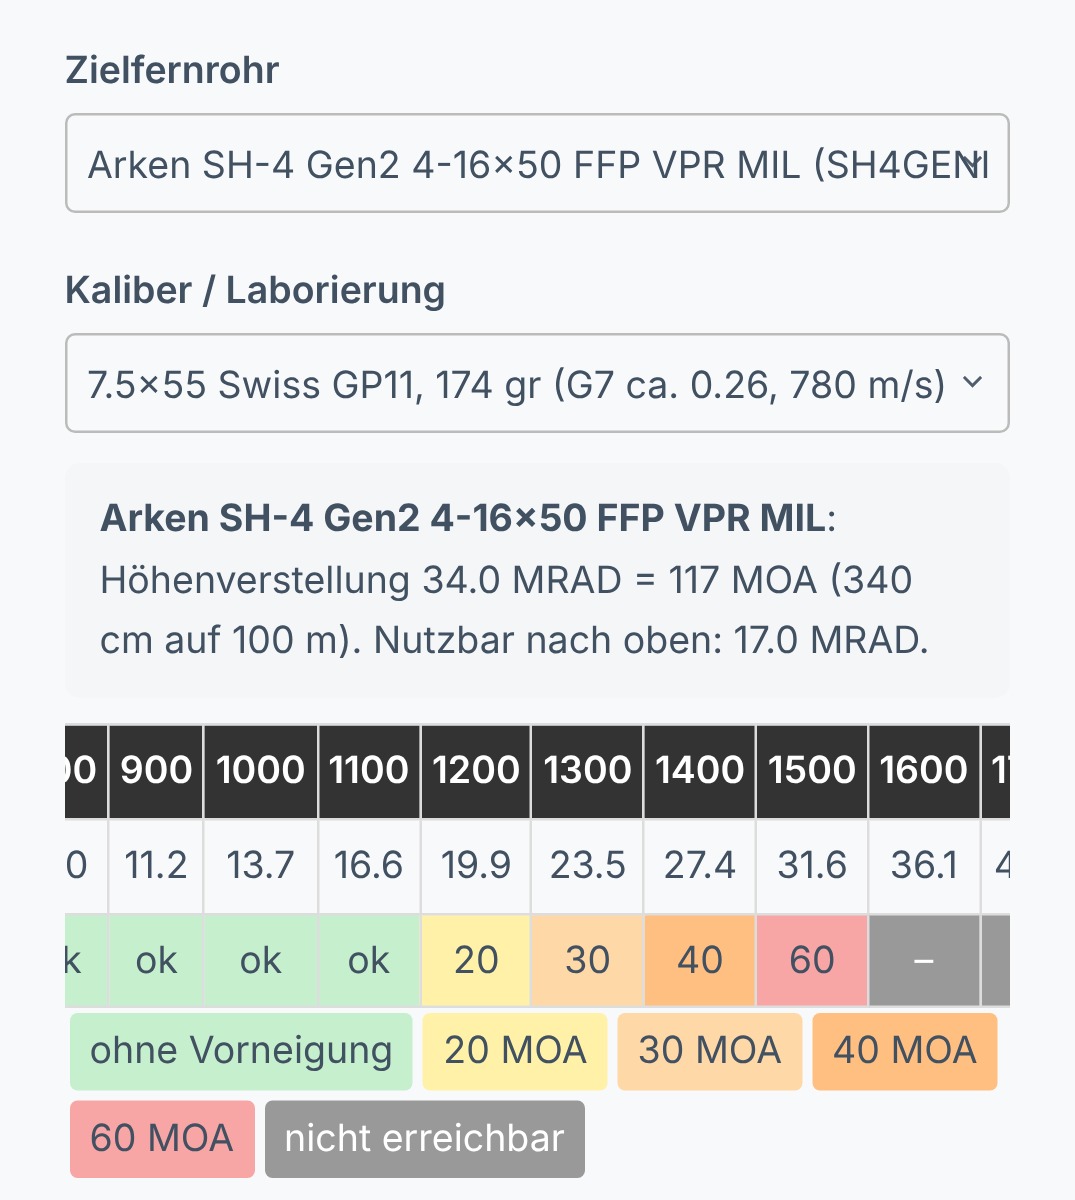 Zielfernrohr
Arken SH-4 Gen2 4-16×50 FFP VPR MIL (SH4GENI
Kaliber / Laborierung
7.5×55 Swiss GP11, 174 gr (G7 ca. 0.26, 780 m/s)
Arken SH-4 Gen2 4-16×50 FFP VPR MIL:
Höhenverstellung 34.0 MRAD = 117 MOA (340
cm auf 100 m). Nutzbar nach oben: 17.0 MRAD.
900 1000 1100 1200 1300 1400 1500 1600
11.2 13.7 16.6 19.9 23.5 27.4 31.6 36.1
ok ok ok 20 30 40 60 –
ohne Vorneigung 20 MOA 30 MOA 40 MOA
60 MOA nicht erreichbar